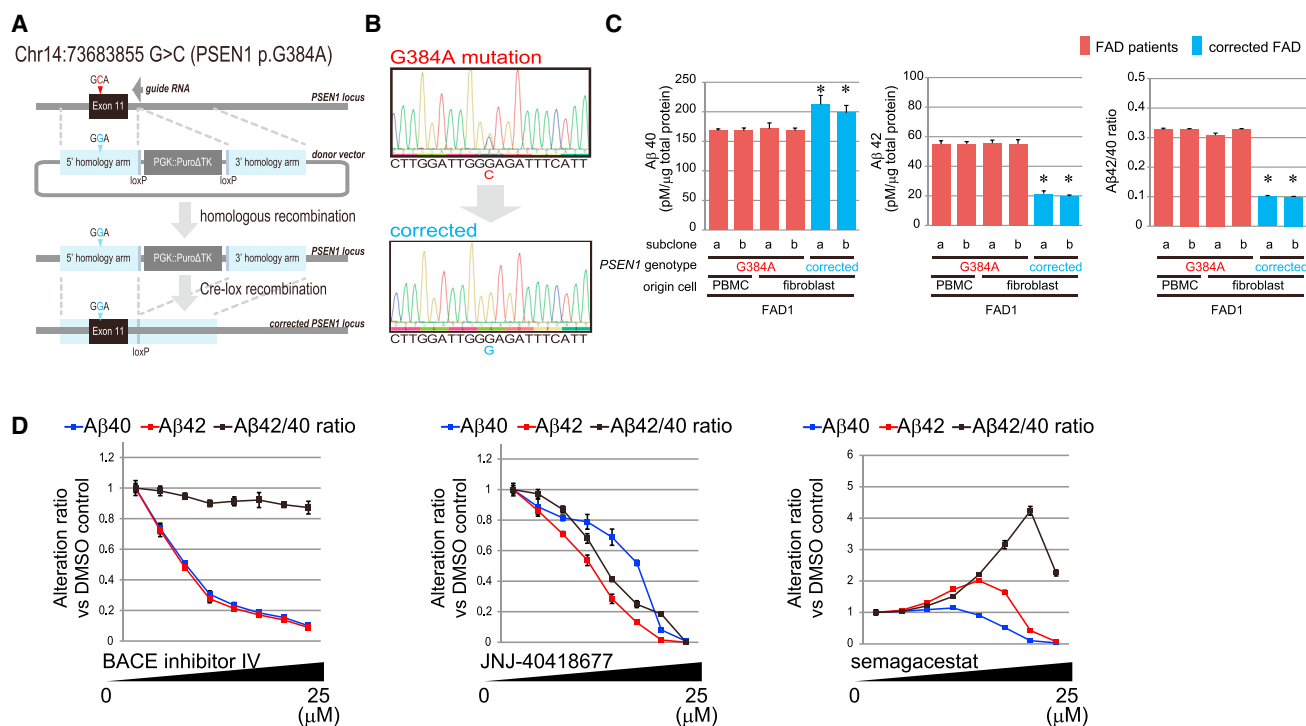 A
Chr14:73683855 G>C (PSEN1 p.G384A)
GCA
guide RNA
Exon 11
PSEN1 locus
GGA
5' homology arm
PGK::PuroΔTK
3' homology arm
donor vector
loxP
loxP
homologous recombination
GGA
5' homology arm
PGK::PuroΔTK
3' homology arm
PSEN1 locus
Cre-lox recombination
GGA
Exon 11
corrected PSEN1 locus
loxP
B
G384A mutation
CTTGGATTGGGAGATTTCATT
C
corrected
CTTGGATTGGGAGATTTCATT
G
C
FAD patients
corrected FAD
Aβ 40
(pM/μg total protein)
250
200
150
100
50
0
* *
subclone a b a b a b
PSEN1 genotype G384A corrected
origin cell PBMC fibroblast
FAD1
Aβ 42
(pM/μg total protein)
100
80
60
40
20
0
* *
a b a b a b
G384A corrected
PBMC fibroblast
FAD1
Aβ42/40 ratio
0.5
0.4
0.3
0.2
0.1
0
* *
a b a b a b
G384A corrected
PBMC fibroblast
FAD1
D
Aβ40 Aβ42 Aβ42/40 ratio
Alteration ratio
vs DMSO control
1.2
1
0.8
0.6
0.4
0.2
0
BACE inhibitor IV
0 25
(μM)
Aβ40 Aβ42 Aβ42/40 ratio
Alteration ratio
vs DMSO control
1.2
1
0.8
0.6
0.4
0.2
0
JNJ-40418677
0 25
(μM)
Aβ40 Aβ42 Aβ42/40 ratio
Alteration ratio
vs DMSO control
6
5
4
3
2
1
0
semagacestat
0 25
(μM)